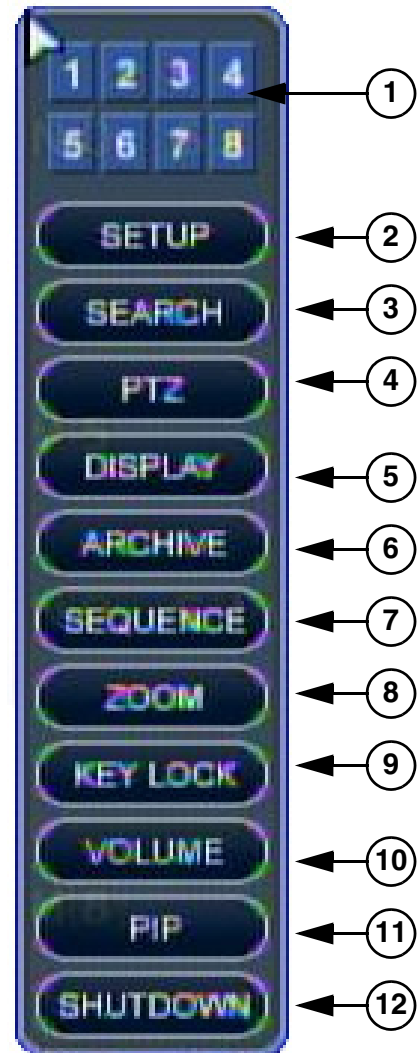 1 2 3 4 1
5 6 7 8
SETUP 2
SEARCH 3
PTZ 4
DISPLAY 5
ARCHIVE 6
SEQUENCE 7
ZOOM 8
KEY LOCK 9
VOLUME 10
PIP 11
SHUTDOWN 12